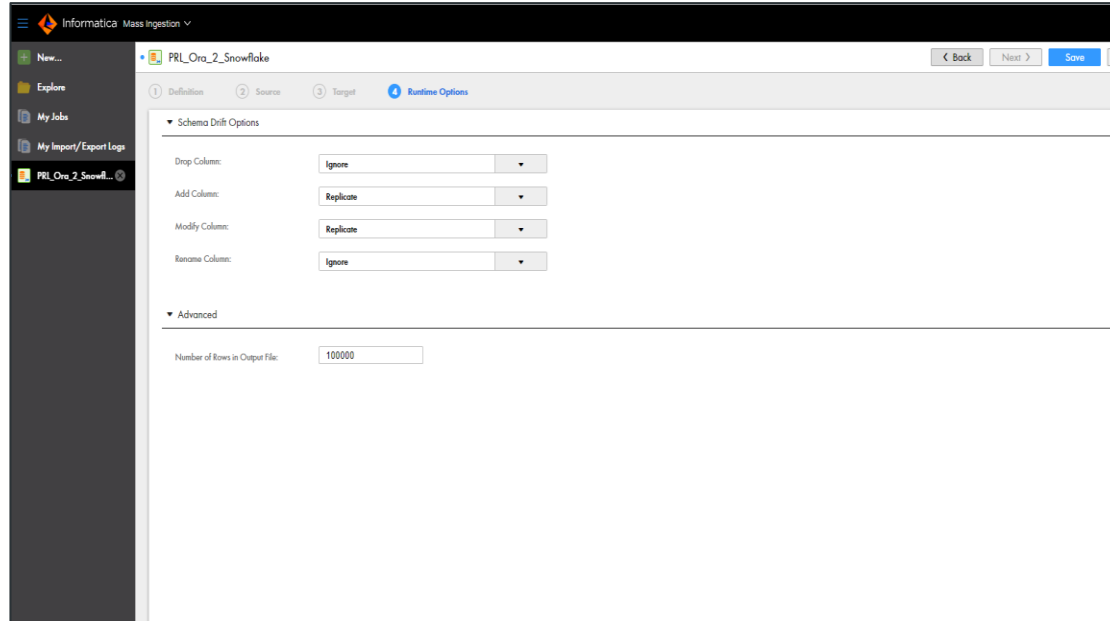 Informatica Mass Ingestion
New...
Explore
My Jobs
My Import/Export Logs
PRL_Ora_2_Snowfl...
PRL_Ora_2_Snowflake
Back Next Save
1 Definition 2 Source 3 Target 4 Runtime Options
Schema Drift Options
Drop Column: Ignore
Add Column: Replicate
Modify Column: Replicate
Rename Column: Ignore
Advanced
Number of Rows in Output File: 100000